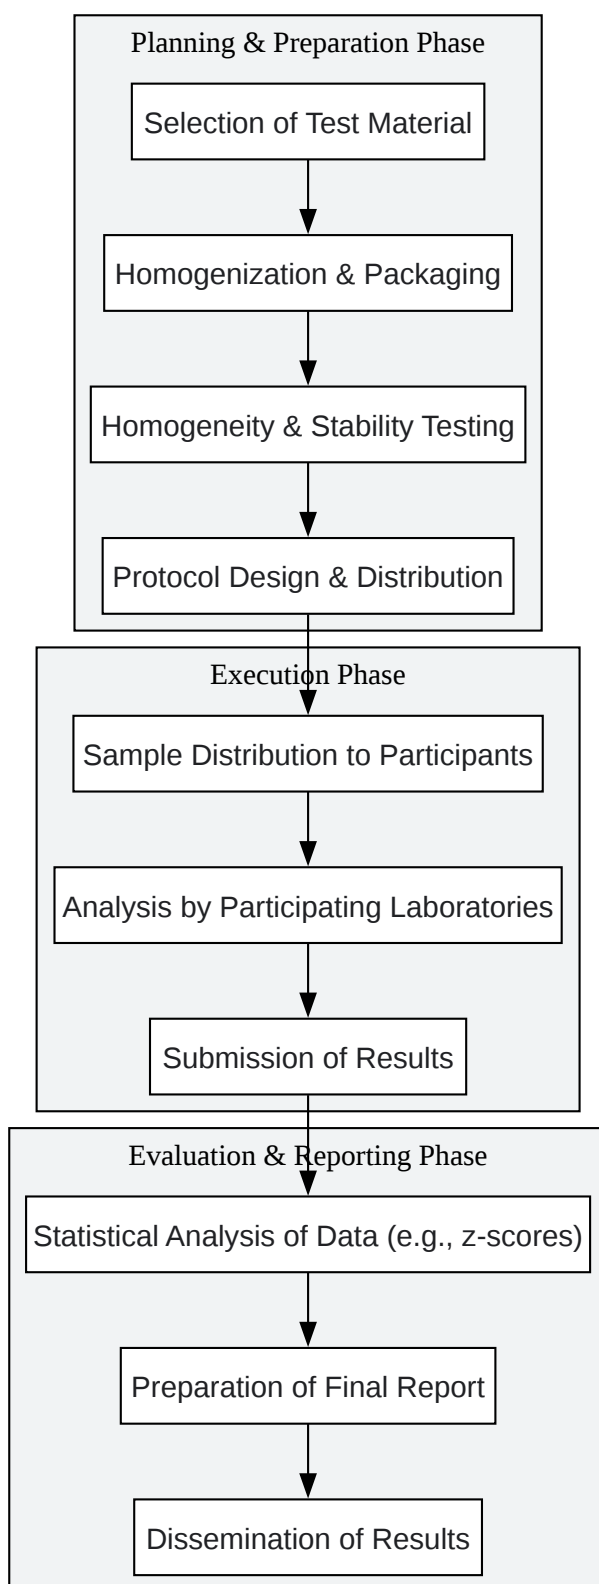 Planning & Preparation Phase
Selection of Test Material
Homogenization & Packaging
Homogeneity & Stability Testing
Protocol Design & Distribution
Execution Phase
Sample Distribution to Participants
Analysis by Participating Laboratories
Submission of Results
Evaluation & Reporting Phase
Statistical Analysis of Data (e.g., z-scores)
Preparation of Final Report
Dissemination of Results